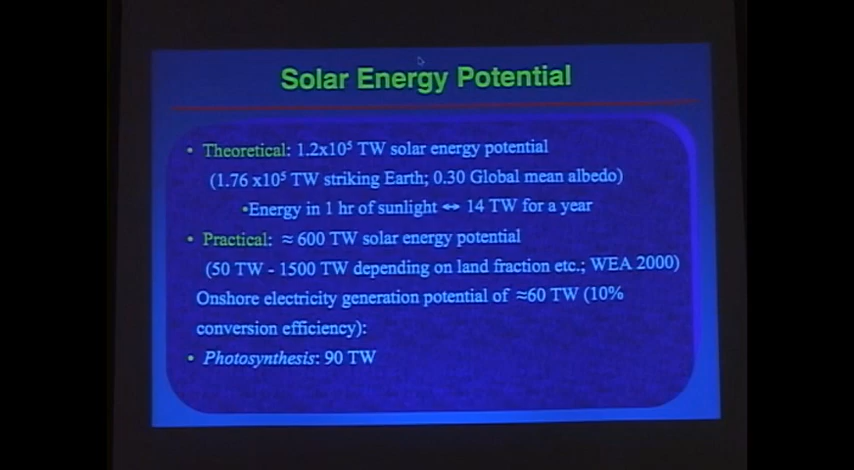 Solar Energy Potential
• Theoretical: 1.2x10⁵ TW solar energy potential
(1.76 x10⁵ TW striking Earth; 0.30 Global mean albedo)
•Energy in 1 hr of sunlight ↔ 14 TW for a year
• Practical: ≈ 600 TW solar energy potential
(50 TW - 1500 TW depending on land fraction etc.; WEA 2000)
Onshore electricity generation potential of ≈60 TW (10%
conversion efficiency):
• Photosynthesis: 90 TW